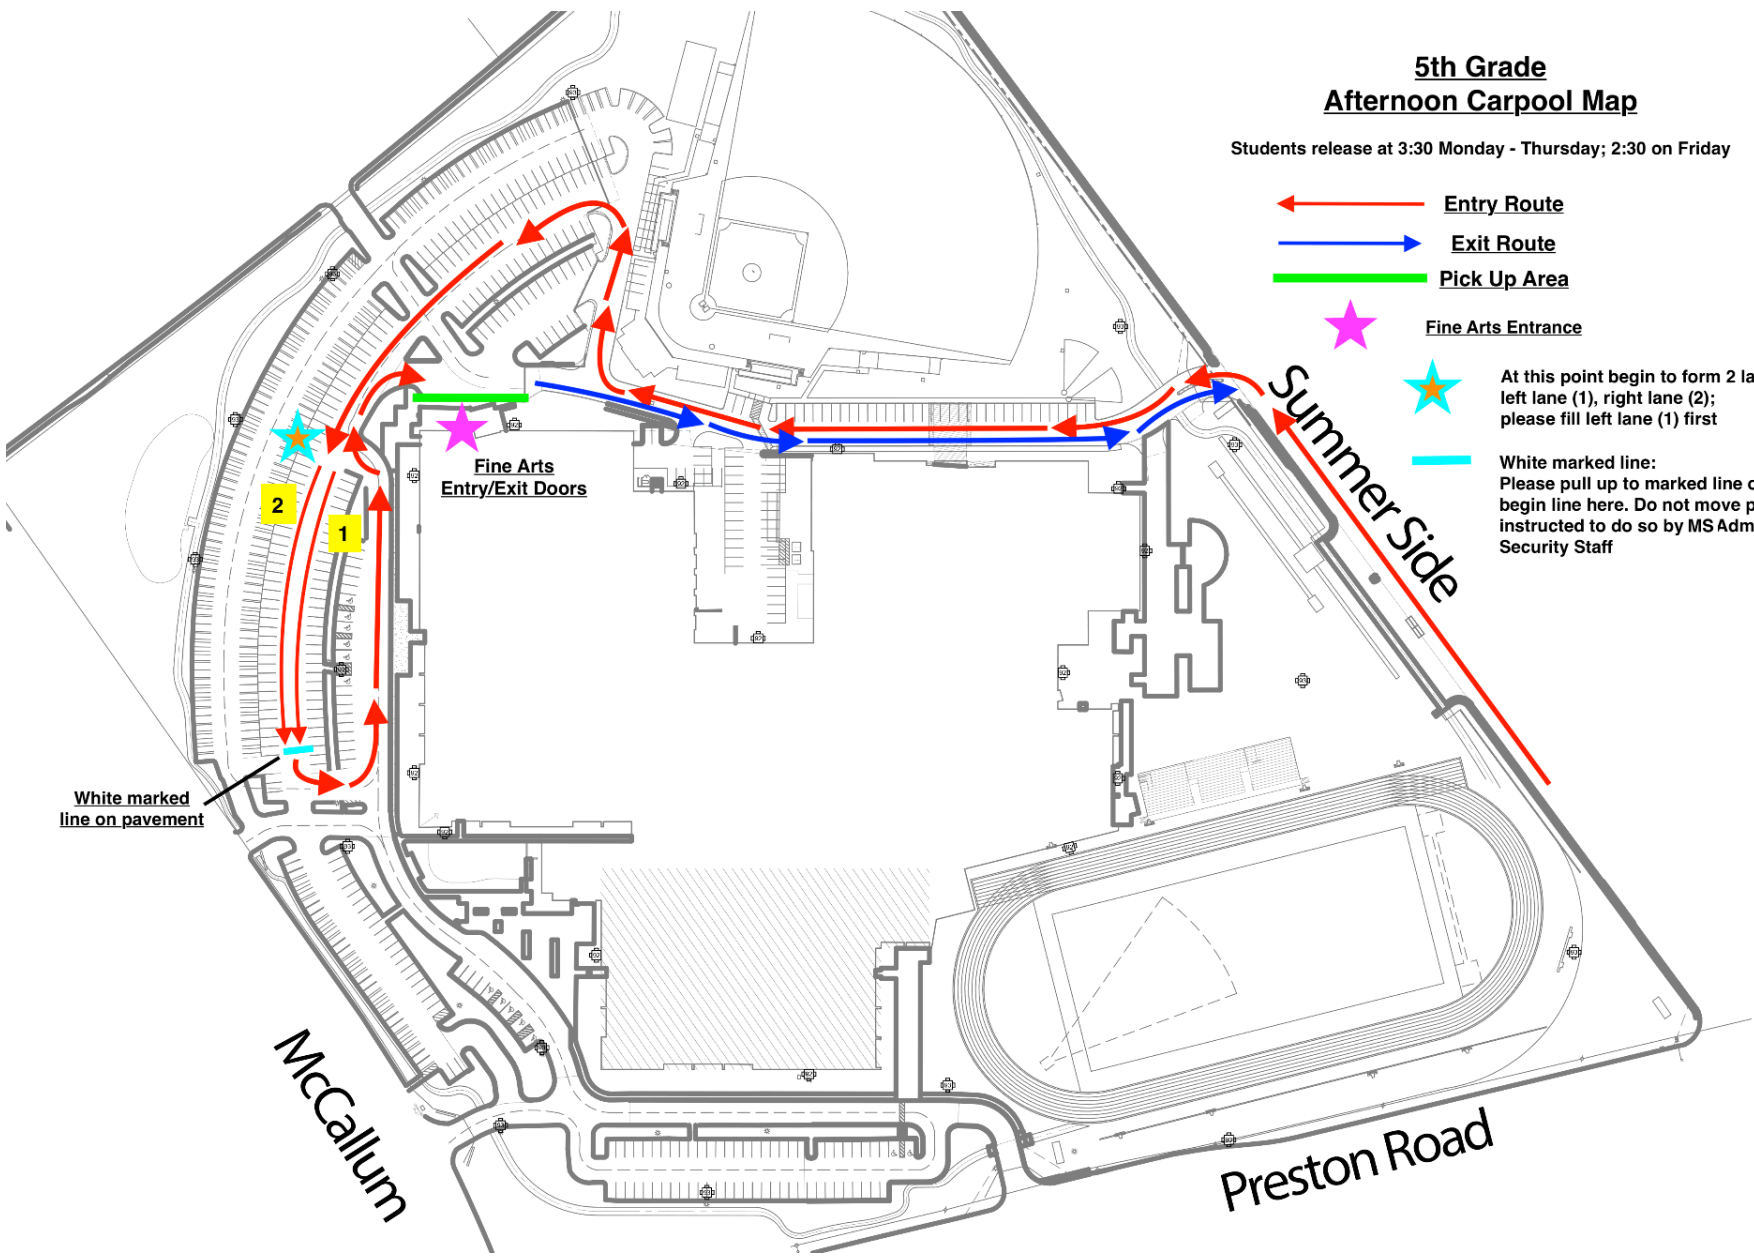 5th Grade
Afternoon Carpool Map
Students release at 3:30 Monday - Thursday; 2:30 on Friday
Entry Route
Exit Route
Pick Up Area
Fine Arts Entrance
At this point begin to form 2 la
left lane (1), right lane (2);
please fill left lane (1) first
White marked line:
Please pull up to marked line o
begin line here. Do not move p
instructed to do so by MS Adm
Security Staff
Summer Side
Fine Arts
Entry/Exit Doors
2
1
White marked
line on pavement
McCallum
Preston Road